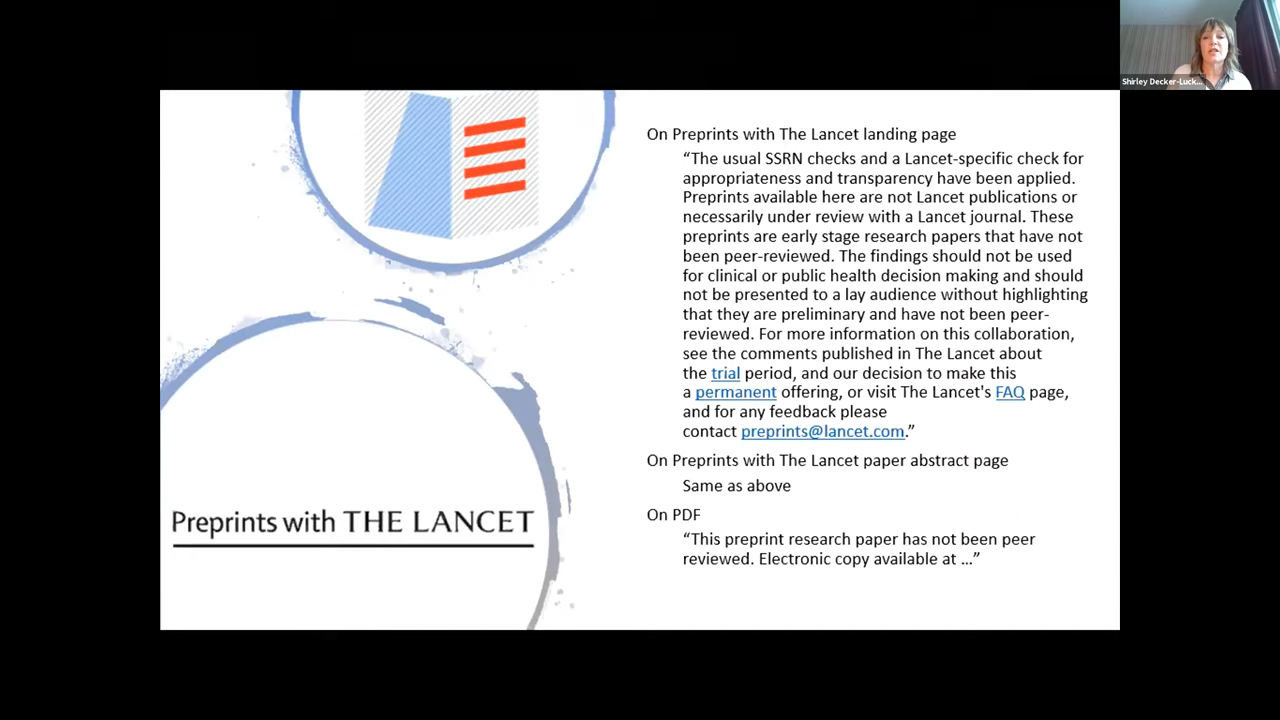 Shirley Decker-Luck...
On Preprints with The Lancet landing page
“The usual SSRN checks and a Lancet-specific check for
appropriateness and transparency have been applied.
Preprints available here are not Lancet publications or
necessarily under review with a Lancet journal. These
preprints are early stage research papers that have not
been peer-reviewed. The findings should not be used
for clinical or public health decision making and should
not be presented to a lay audience without highlighting
that they are preliminary and have not been peer-
reviewed. For more information on this collaboration,
see the comments published in The Lancet about
the trial period, and our decision to make this
a permanent offering, or visit The Lancet's FAQ page,
and for any feedback please
contact preprints@lancet.com.”
On Preprints with The Lancet paper abstract page
Same as above
On PDF
“This preprint research paper has not been peer
reviewed. Electronic copy available at …”
Preprints with THE LANCET